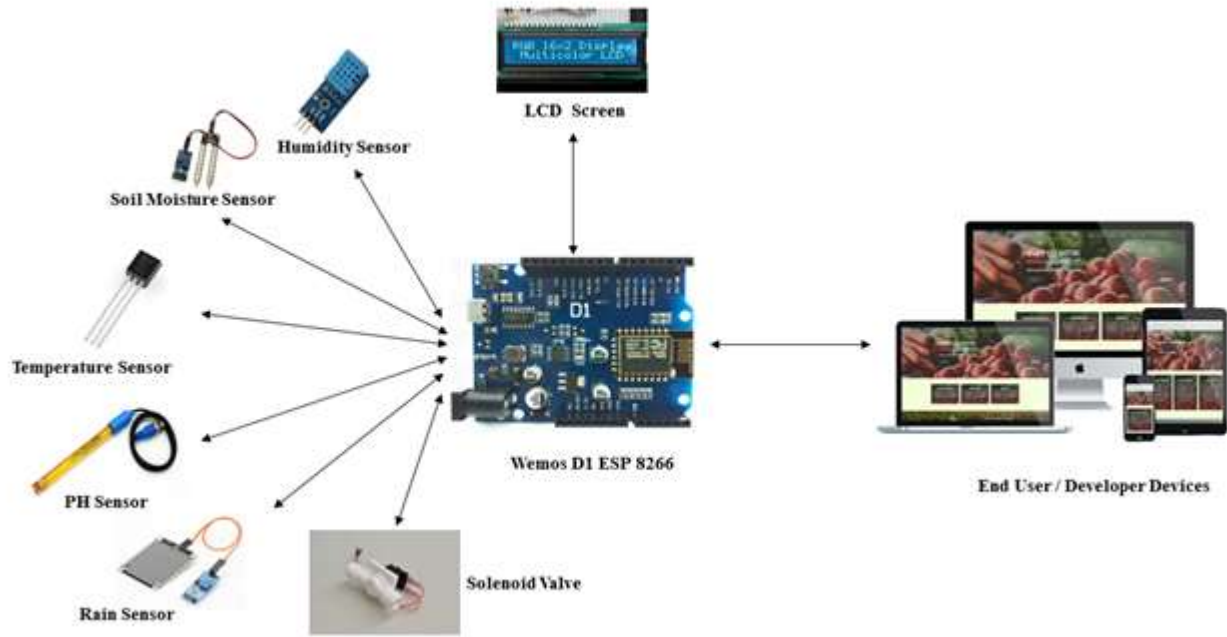 RGB 16x2 Display
Multicolor LCD
LCD Screen
Humidity Sensor
Soil Moisture Sensor
Temperature Sensor
PH Sensor
Rain Sensor
Solenoid Valve
D1
Wemos D1 ESP 8266
End User / Developer Devices